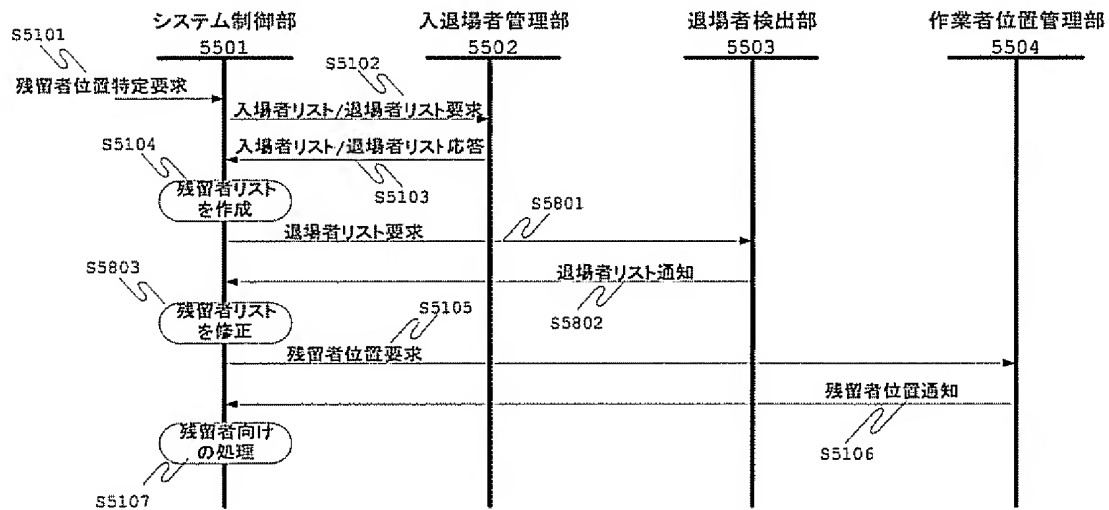 システム制御部
5501
入退場者管理部
5502
退場者検出部
5503
作業者位置管理部
5504
S5101
残留者位置特定要求
S5102
入場者リスト/退場者リスト要求
入場者リスト/退場者リスト応答
S5103
S5104
残留者リスト
を作成
S5801
退場者リスト要求
退場者リスト通知
S5802
S5803
残留者リスト
を修正
S5105
残留者位置要求
残留者位置通知
S5106
残留者向け
の処理
S5107